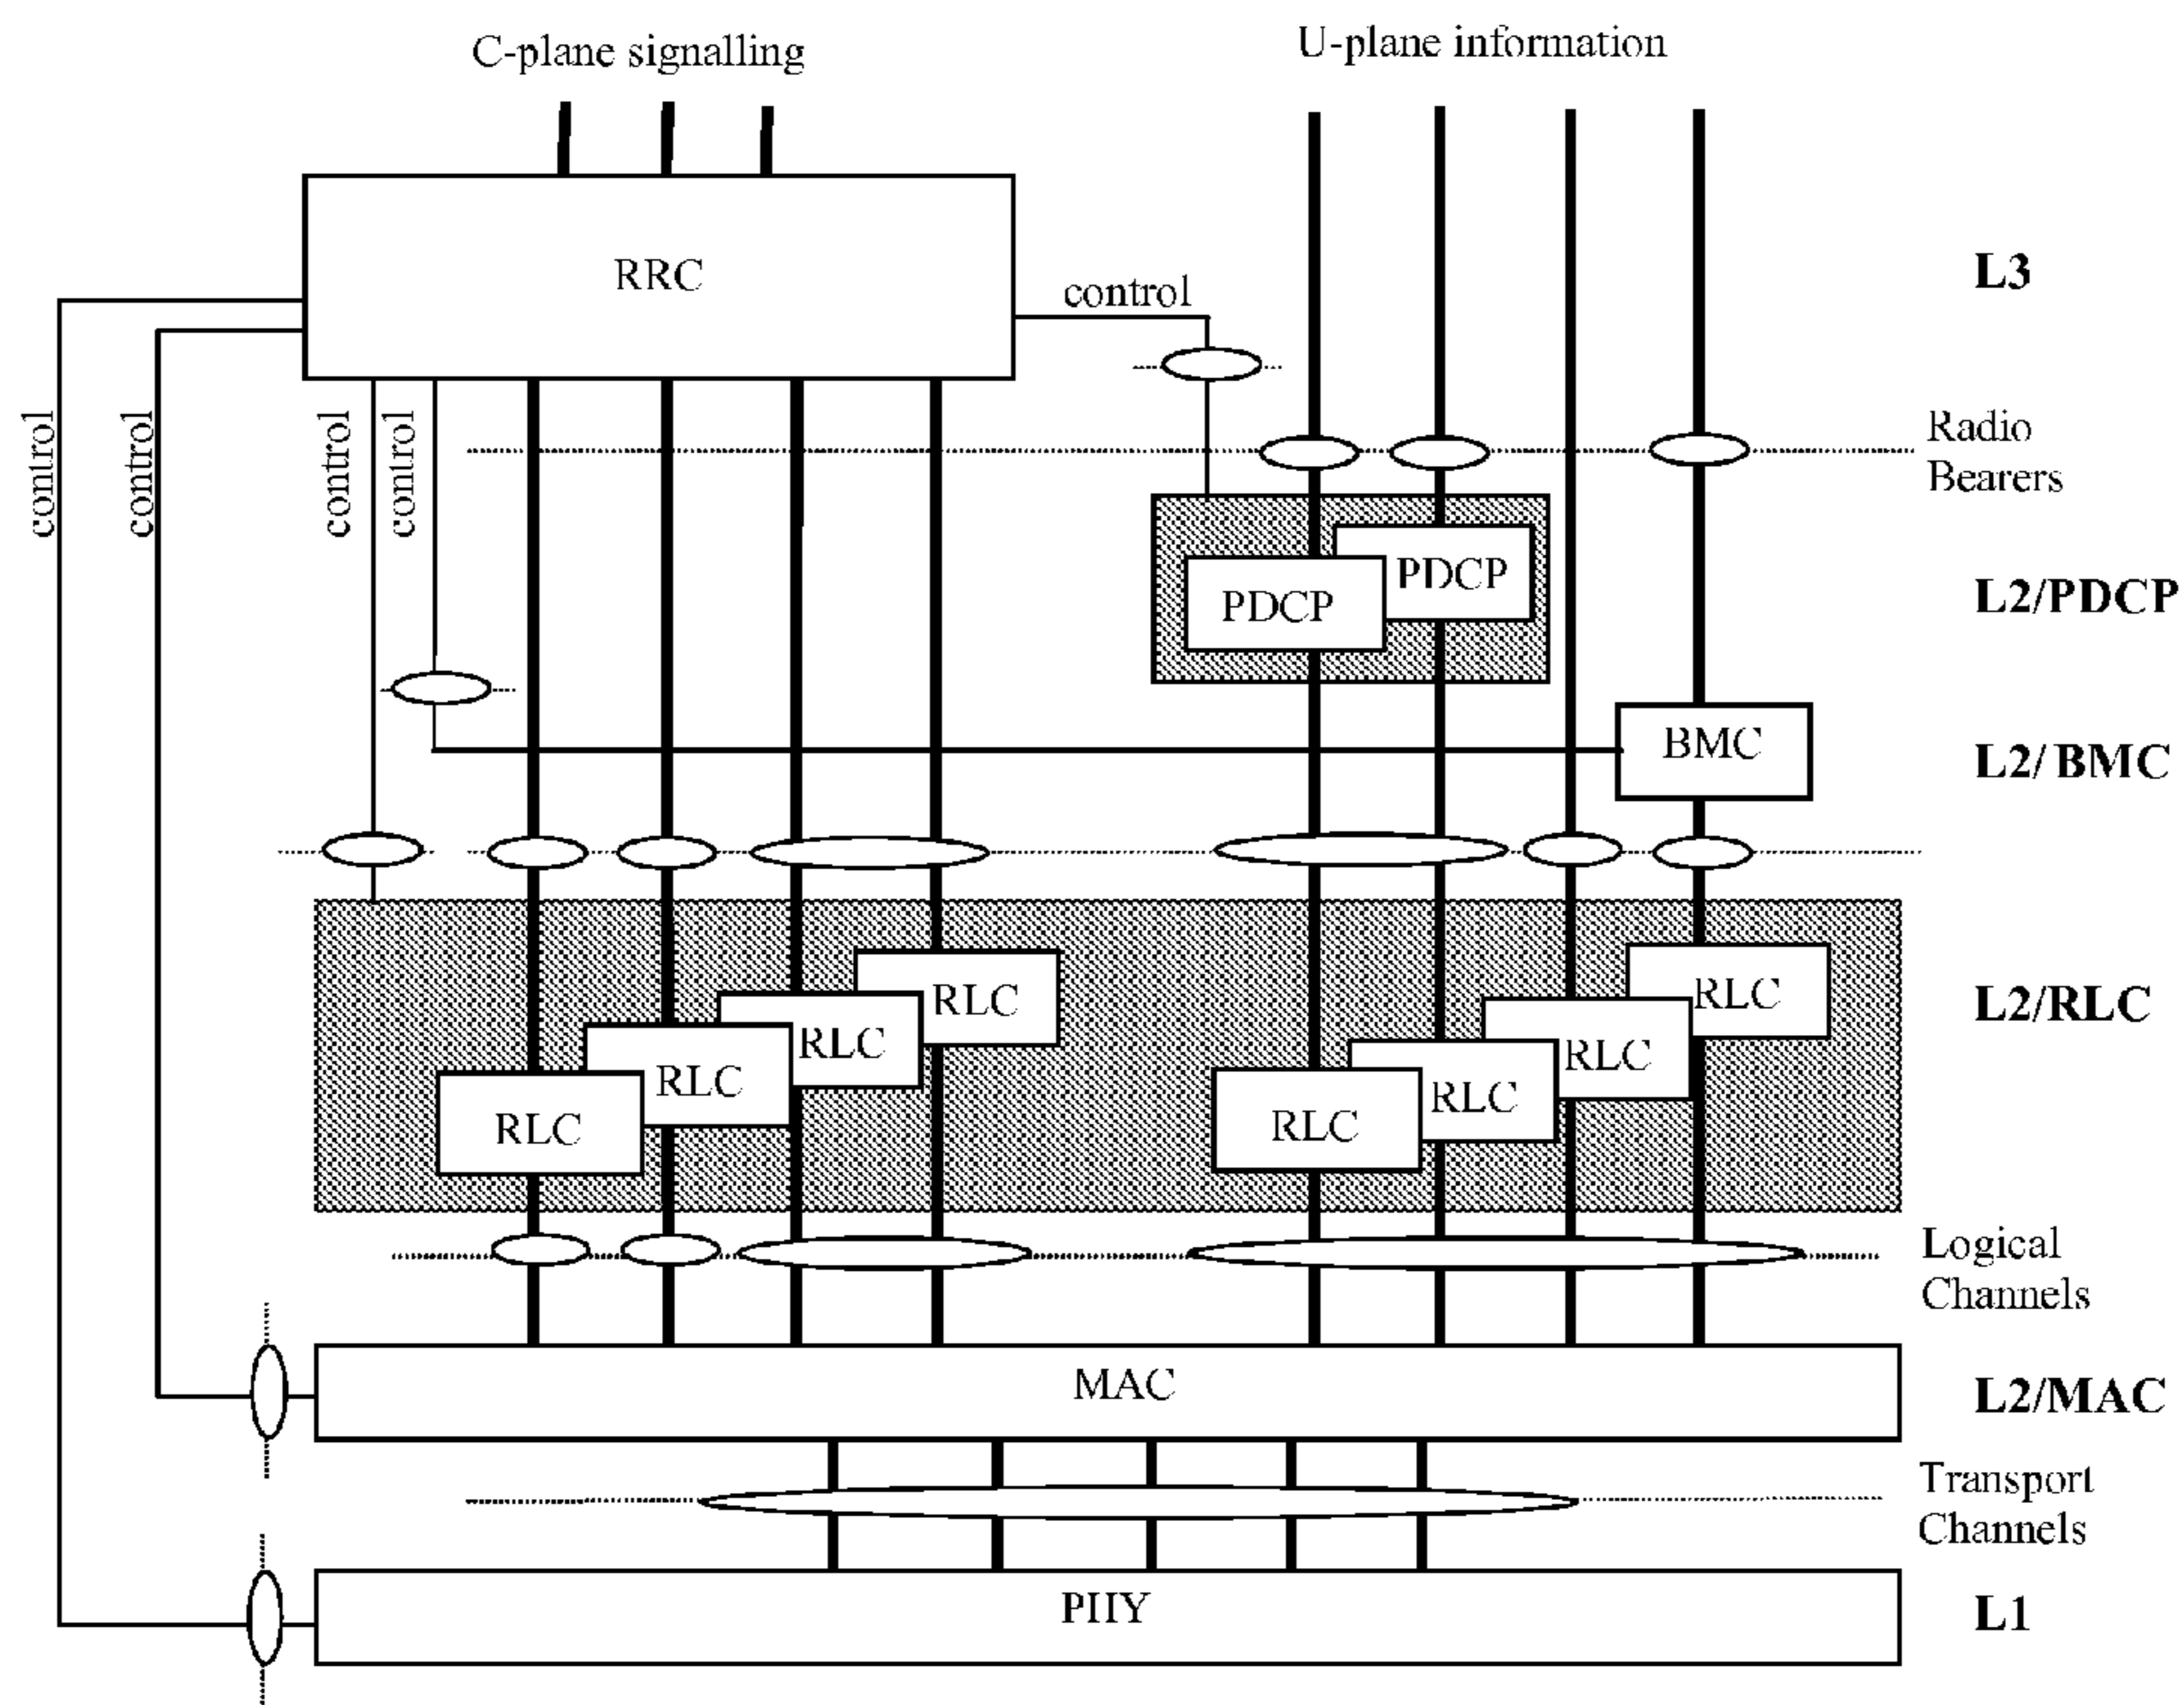 C-plane signalling
U-plane information
RRC
control
L3
control
control
control
control
Radio
Bearers
PDCP
PDCP
L2/PDCP
BMC
L2/BMC
RLC
RLC
RLC
RLC
RLC
RLC
RLC
RLC
L2/RLC
Logical
Channels
MAC
L2/MAC
Transport
Channels
PHY
L1